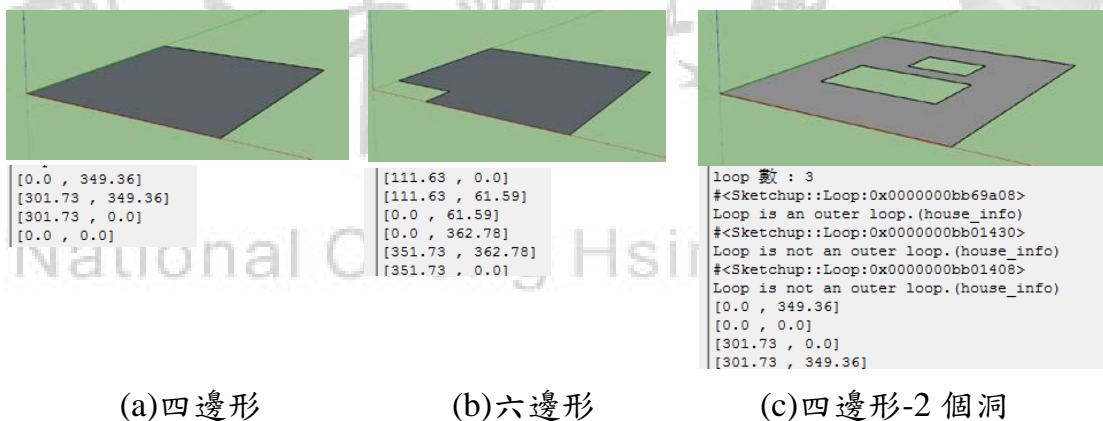 [0.0 , 349.36]
[301.73 , 349.36]
[301.73 , 0.0]
[0.0 , 0.0]
[111.63 , 0.0]
[111.63 , 61.59]
[0.0 , 61.59]
[0.0 , 362.78]
[351.73 , 362.78]
[351.73 , 0.0]
loop 數 : 3
#<Sketchup::Loop:0x0000000bb69a08>
Loop is an outer loop.(house_info)
#<Sketchup::Loop:0x0000000bb01430>
Loop is not an outer loop.(house_info)
#<Sketchup::Loop:0x0000000bb01408>
Loop is not an outer loop.(house_info)
[0.0 , 349.36]
[0.0 , 0.0]
[301.73 , 0.0]
[301.73 , 349.36]
National C Hsi
(a)四邊形
(b)六邊形
(c)四邊形-2 個洞